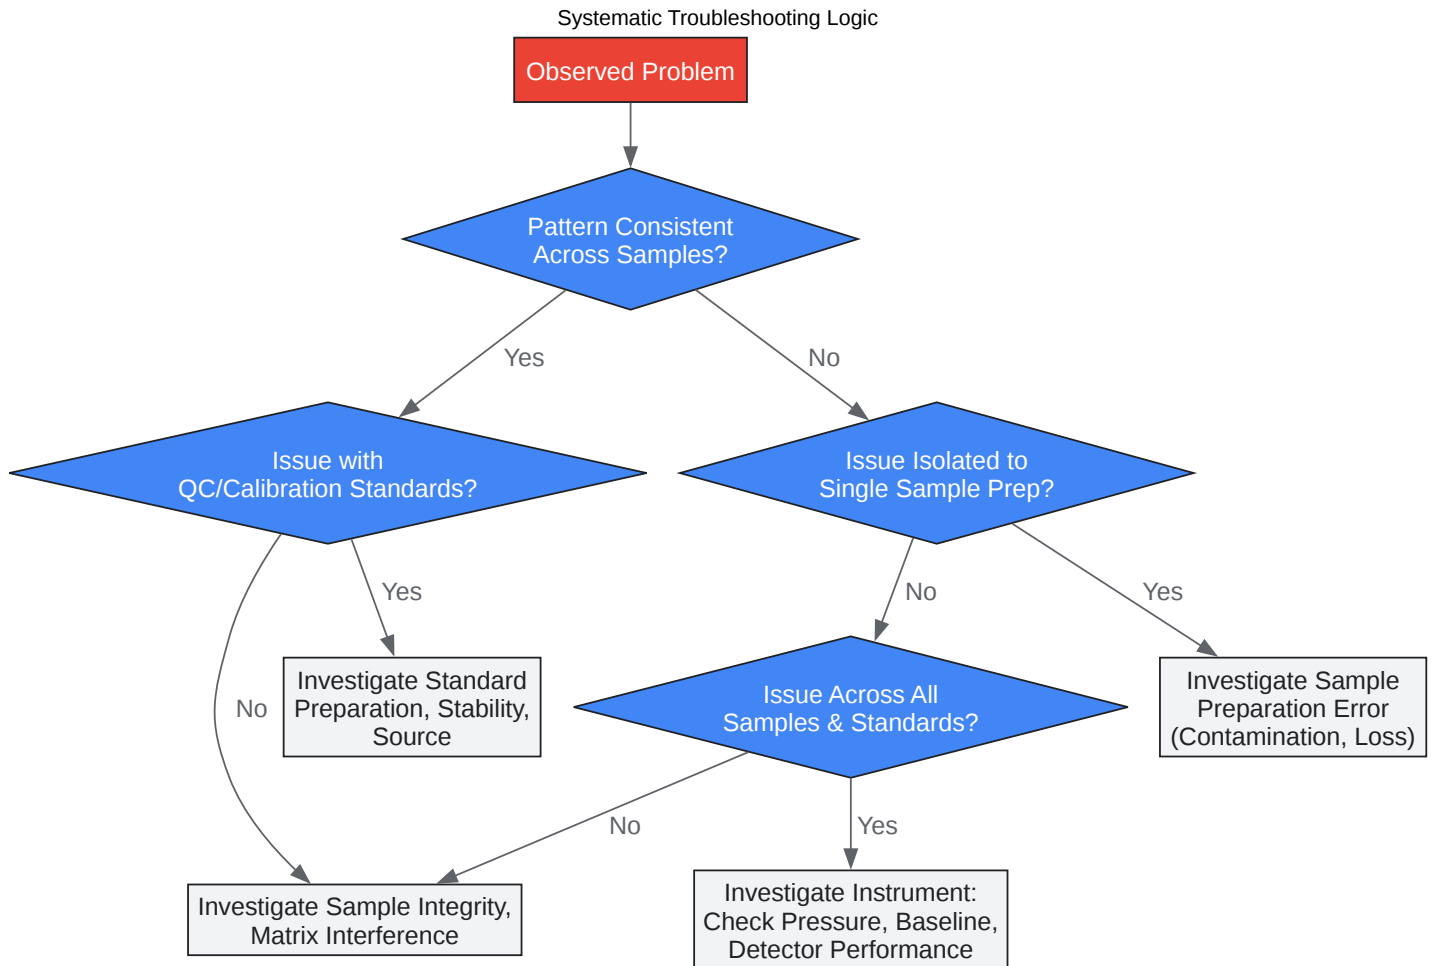 Systematic Troubleshooting Logic
Observed Problem
Pattern Consistent
Across Samples?
Yes
No
Issue with
QC/Calibration Standards?
Issue Isolated to
Single Sample Prep?
Yes
No
Yes
No
Investigate Standard
Preparation, Stability,
Source
Issue Across All
Samples & Standards?
Investigate Sample
Preparation Error
(Contamination, Loss)
No
Yes
Investigate Sample Integrity,
Matrix Interference
Investigate Instrument:
Check Pressure, Baseline,
Detector Performance